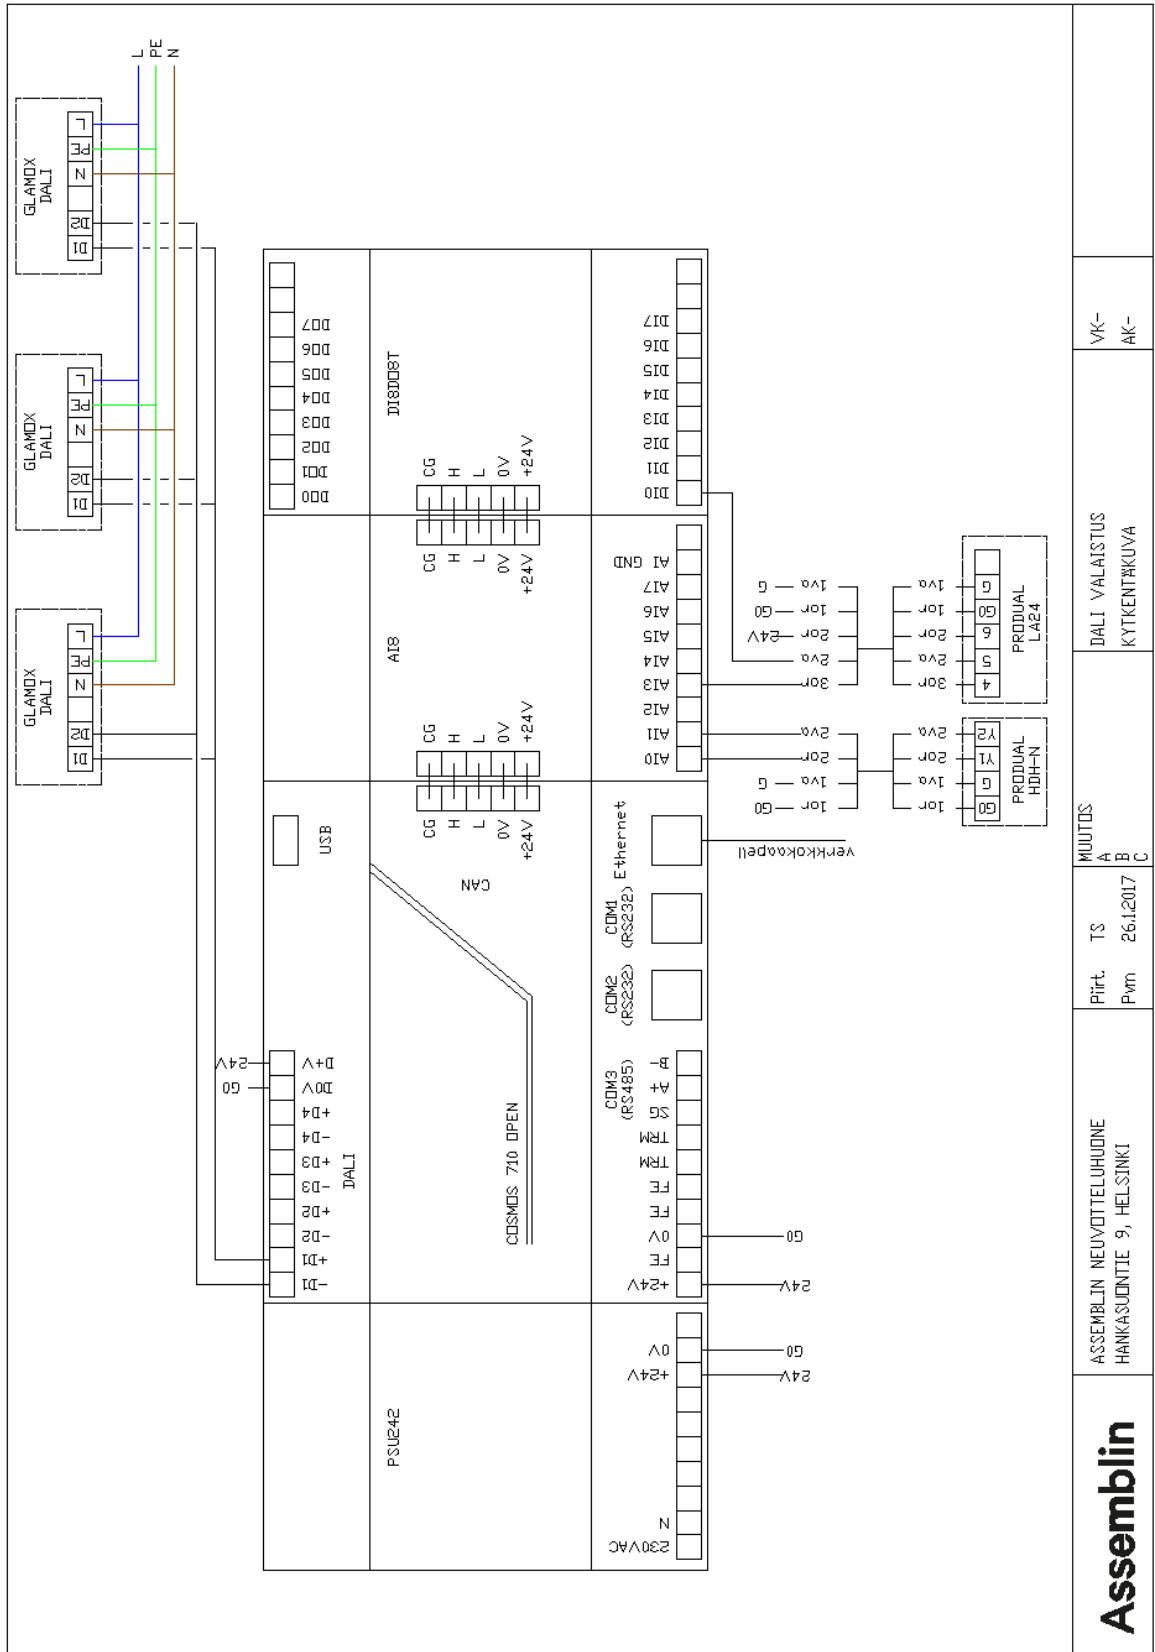 L
PE
N
GLAMOX
DALI
L
PE
N
D2
D1
GLAMOX
DALI
L
PE
N
D2
D1
GLAMOX
DALI
L
PE
N
D2
D1
PSU242
230VAC
N
+24V
0V
24V
G0
COSMOS 710 OPEN
DALI
-D1
+D1
-D2
+D2
-D3
+D3
-D4
+D4
D0V
D+V
G0
24V
USB
CAN
+24V
FE
0V
FE
FE
TRM
TRM
SG
A+
B-
24V
G0
COM3
(RS485)
COM2
(RS232)
COM1
(RS232)
Ethernet
verkkokaapeli
CG
H
L
0V
+24V
CG
H
L
0V
+24V
AI8
AI0
AI1
AI2
AI3
AI4
AI5
AI6
AI7
AI GND
CG
H
L
0V
+24V
CG
H
L
0V
+24V
DI8DO8T
DO0
DO1
DO2
DO3
DO4
DO5
DO6
DO7
DI0
DI1
DI2
DI3
DI4
DI5
DI6
DI7
G0 1or
G 1va
2or
2va
1or
1va
2or
2va
G0
G
Y1
Y2
PRODUAL
HDH-N
3or
2va
24V 2or
G0 1or
G 1va
3or
2va
2or
1or
1va
4
5
6
G0
G
PRODUAL
LA24
Assemblin
ASSEMBLIN NEUVOTTELUHUONE
HANKASUONTIE 9, HELSINKI
Piirt. TS
Pvm 26.1.2017
MUUTOS
A
B
C
DALI VALAISTUS
KYTKENTÄKUVA
VK-
AK-